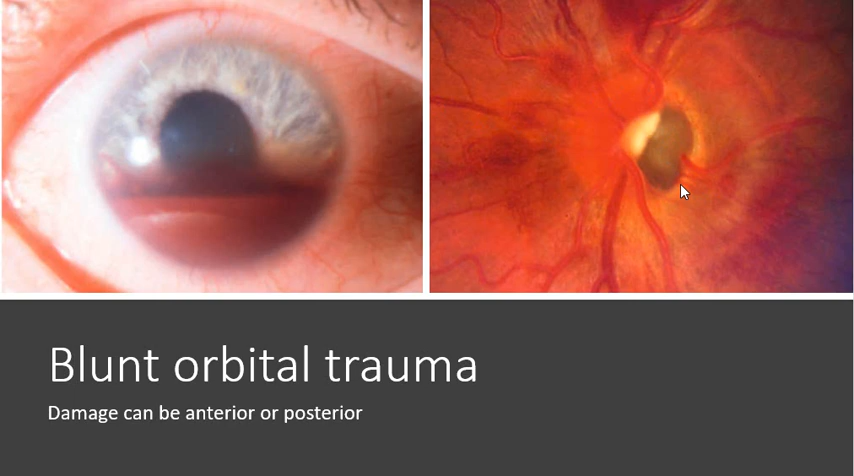 Blunt orbital trauma
Damage can be anterior or posterior